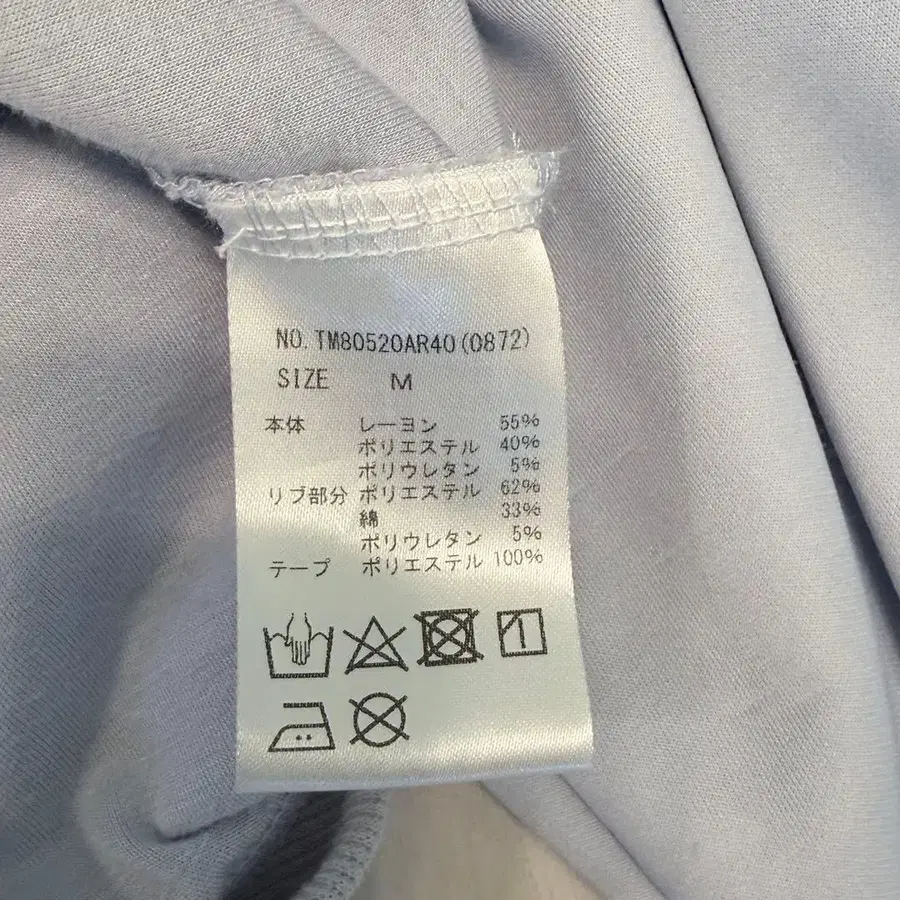 NO. TM80520AR40(0872)
SIZE M
本体 レーヨン 55%
ポリエステル 40%
ポリウレタン 5%
リブ部分 ポリエステル 62%
綿 33%
ポリウレタン 5%
テープ ポリエステル 100%